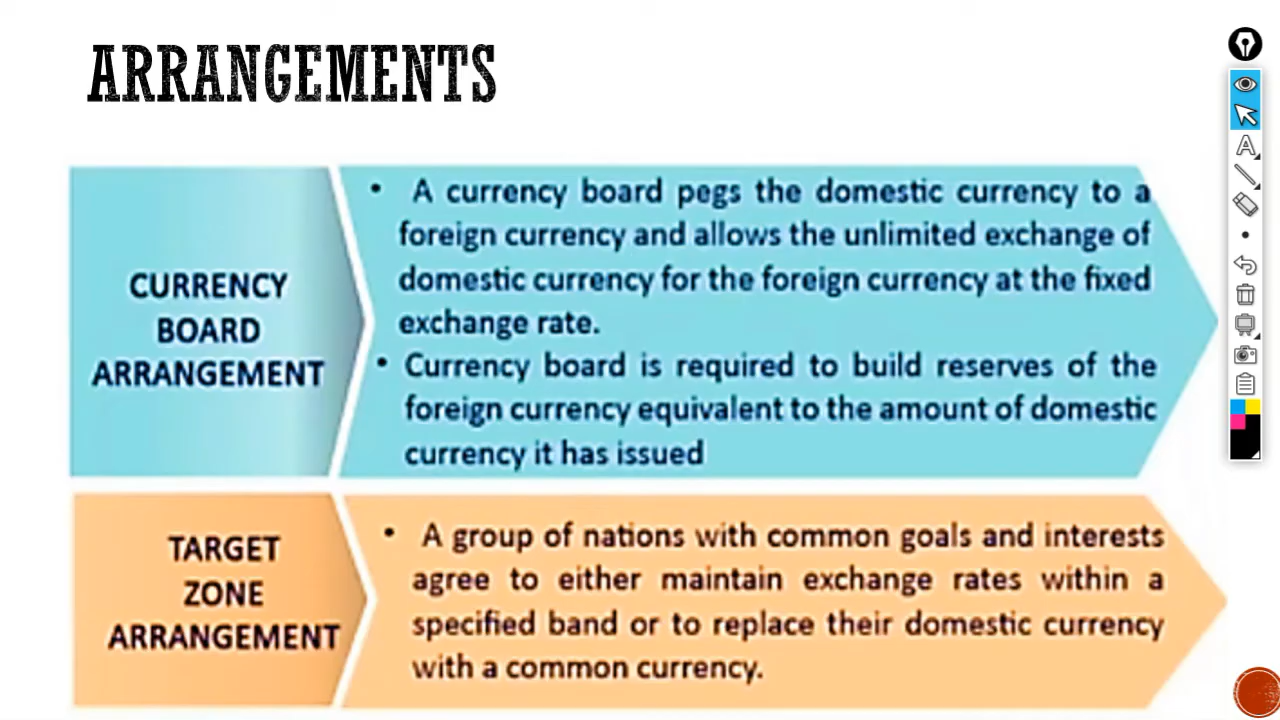 ARRANGEMENTS
CURRENCY
BOARD
ARRANGEMENT
• A currency board pegs the domestic currency to a
foreign currency and allows the unlimited exchange of
domestic currency for the foreign currency at the fixed
exchange rate.
• Currency board is required to build reserves of the
foreign currency equivalent to the amount of domestic
currency it has issued
TARGET
ZONE
ARRANGEMENT
• A group of nations with common goals and interests
agree to either maintain exchange rates within a
specified band or to replace their domestic currency
with a common currency.